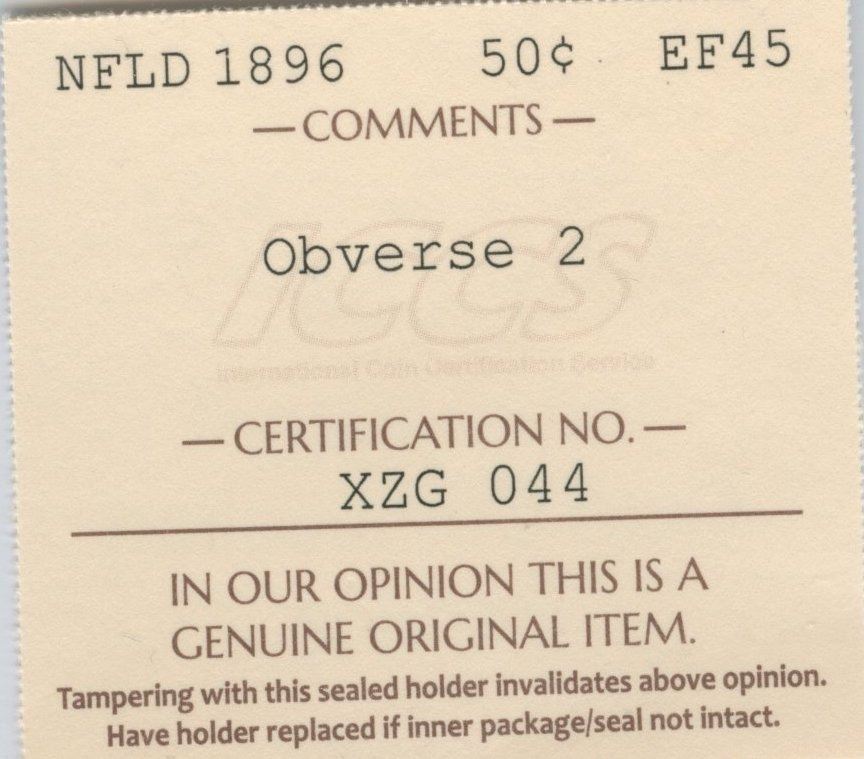 NFLD 1896 50¢ EF45
— COMMENTS —
Obverse 2
ICCS
International Coin Certification Service
— CERTIFICATION NO. —
XZG 044
IN OUR OPINION THIS IS A
GENUINE ORIGINAL ITEM.
Tampering with this sealed holder invalidates above opinion.
Have holder replaced if inner package/seal not intact.